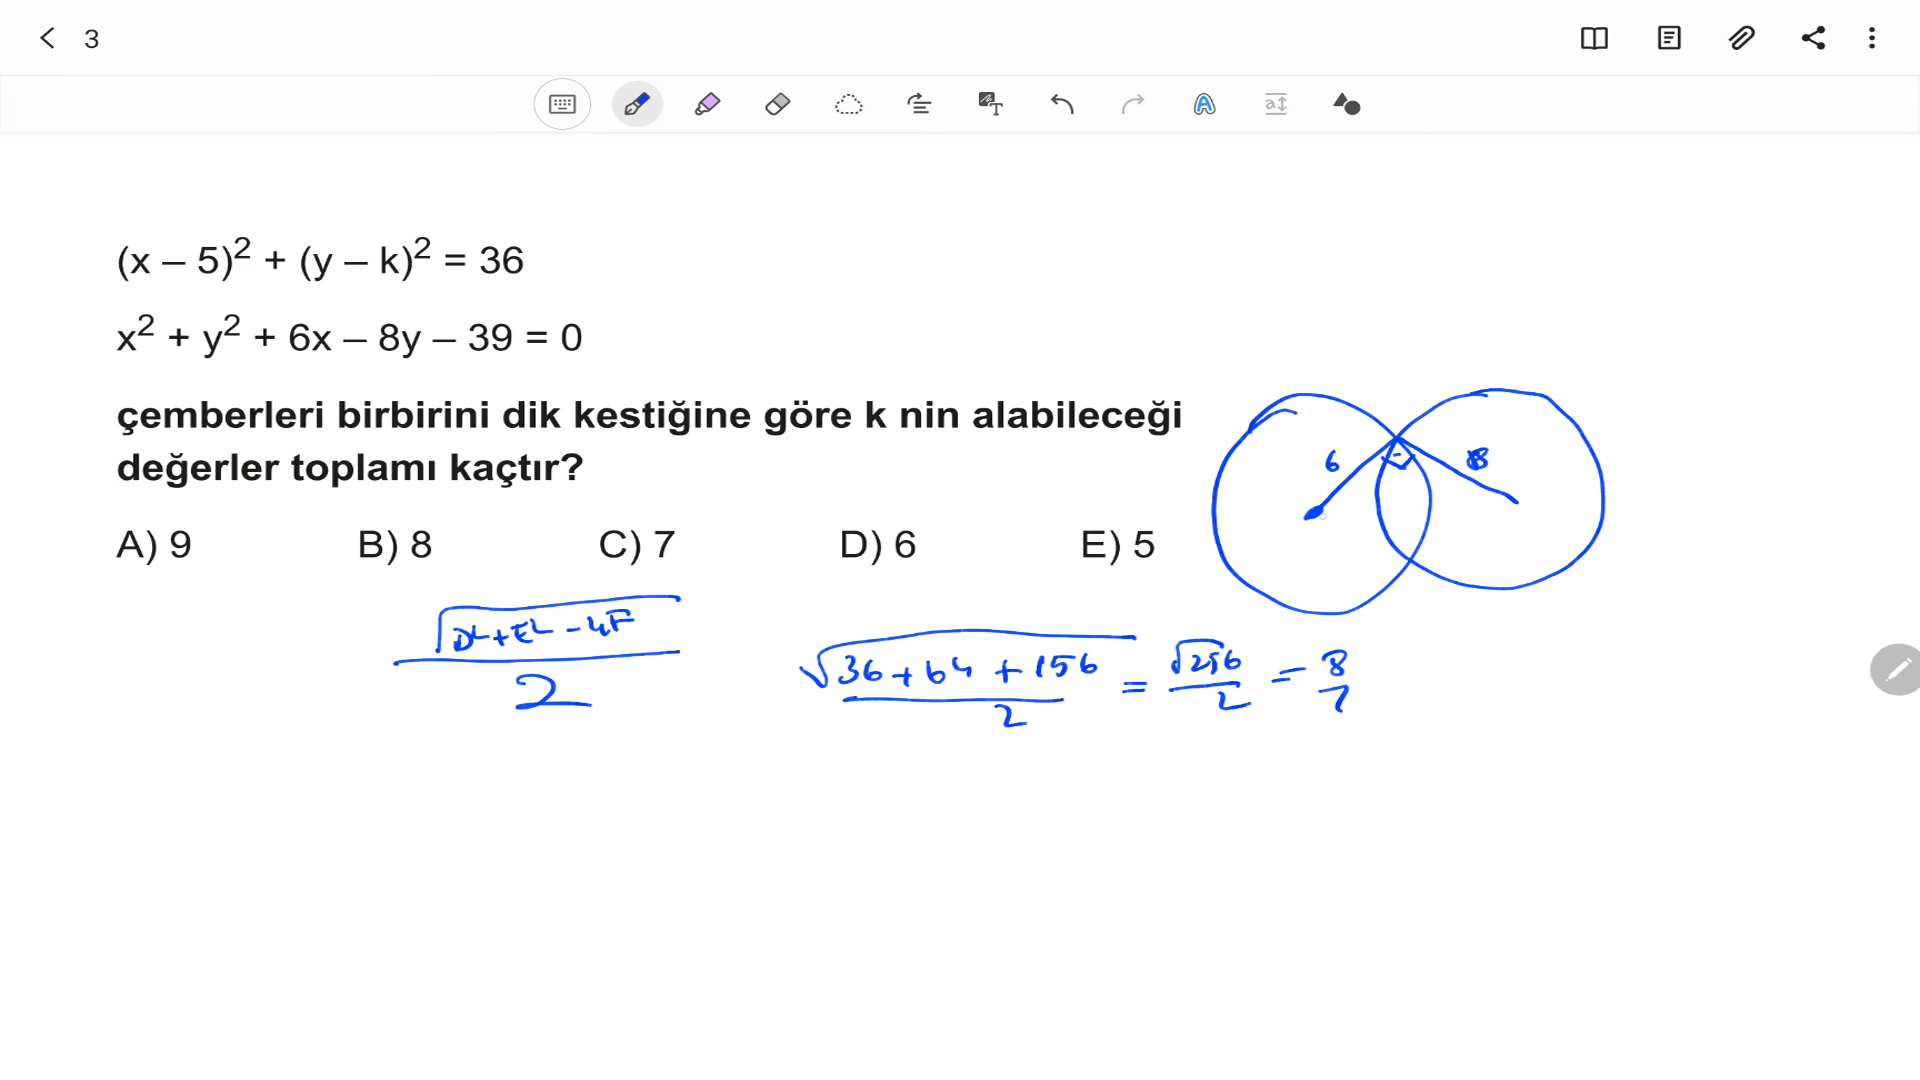 3
(x – 5)² + (y – k)² = 36
x² + y² + 6x – 8y – 39 = 0
çemberleri birbirini dik kestiğine göre k nin alabileceği
değerler toplamı kaçtır?
A) 9 B) 8 C) 7 D) 6 E) 5
6 8
√D²+E²-4F / 2
√36+64+156 / 2 = √256 / 2 = 8